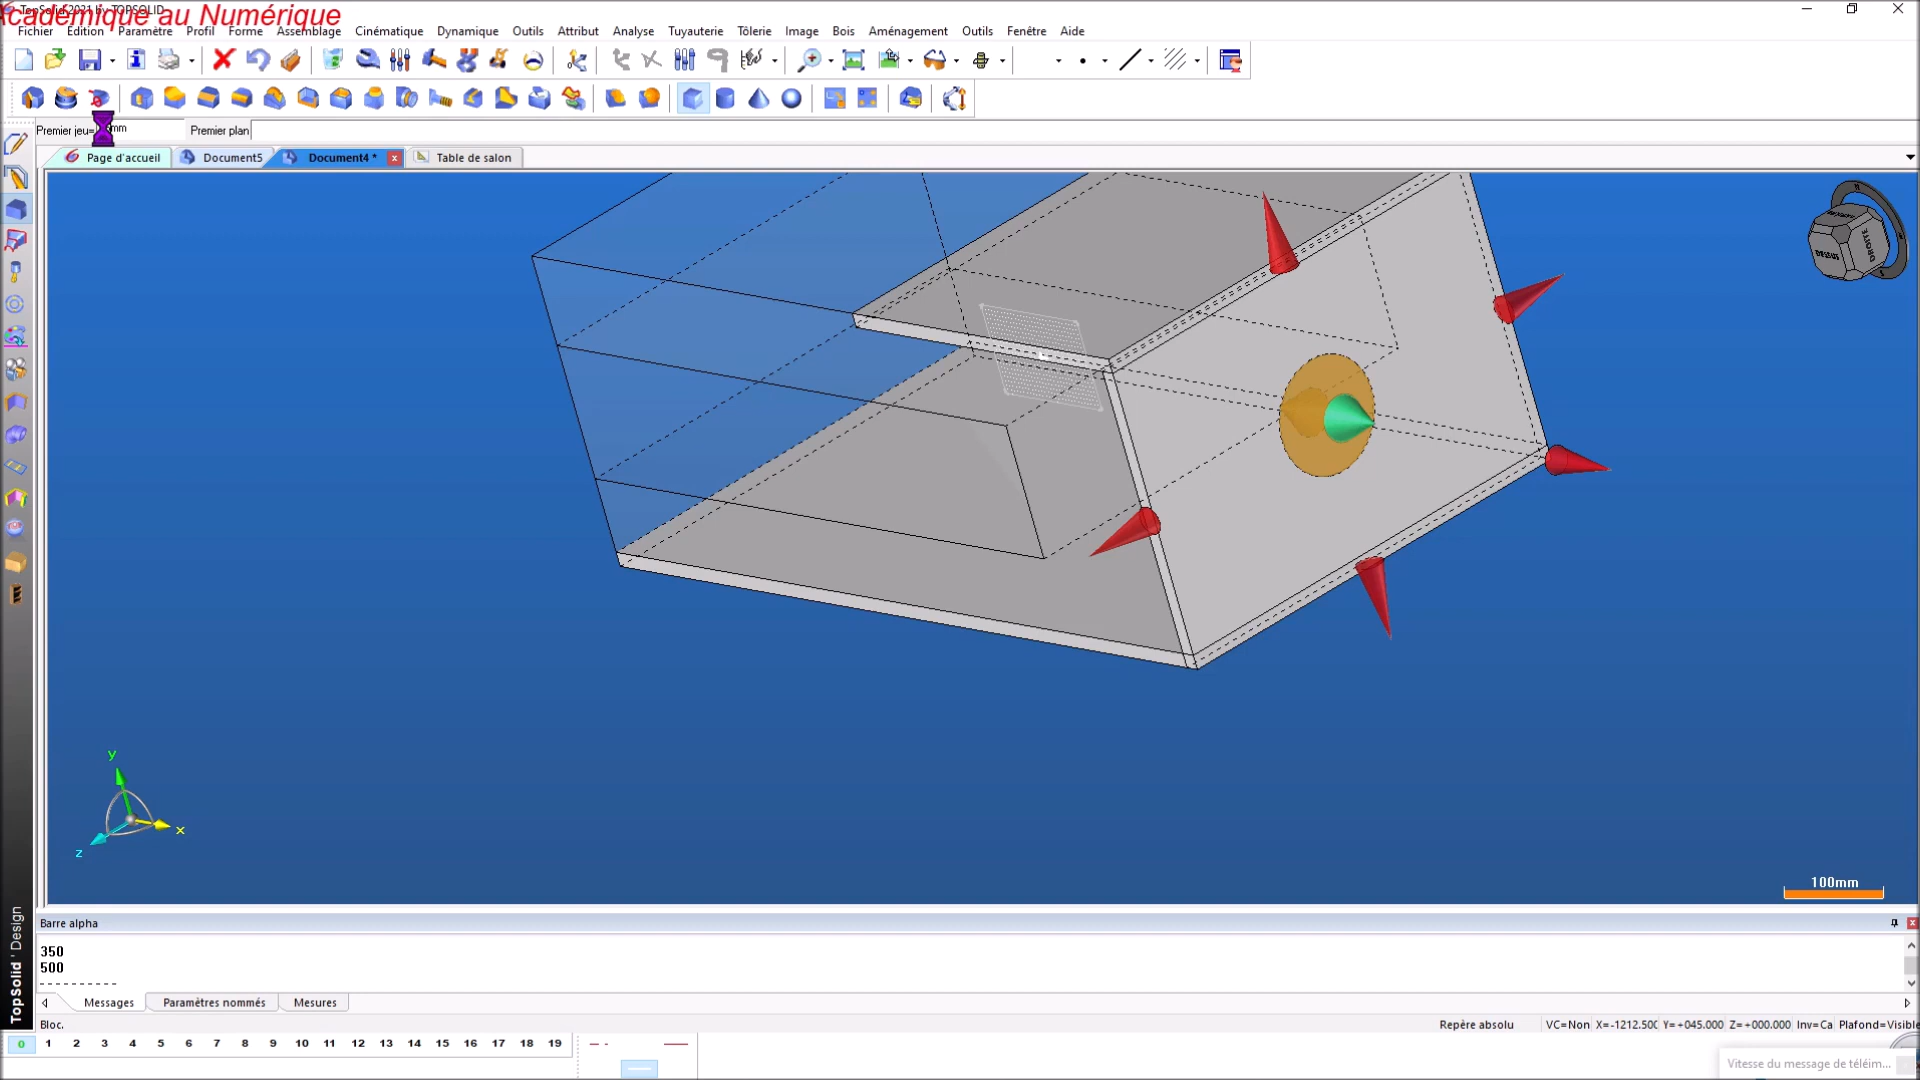 Académique au Numérique
TopSolid 2021 by TOPSOLID
Fichier Edition Paramètre Profil Forme Assemblage Cinématique Dynamique Outils Attribut Analyse Tuyauterie Tôlerie Image Bois Aménagement Outils Fenêtre Aide
Premier jeu= mm Premier plan
Page d'accueil Document5 Document4 * Table de salon
DROITE
y
x
z
100mm
TopSolid 'Design
Barre alpha
350
500
------------
Messages Paramètres nommés Mesures
Bloc. Repère absolu VC=Non X=-1212.500 Y=+045.000 Z=+000.000 Inv=Ca Plafond=Visible
0 1 2 3 4 5 6 7 8 9 10 11 12 13 14 15 16 17 18 19
Vitesse du message de téléim...